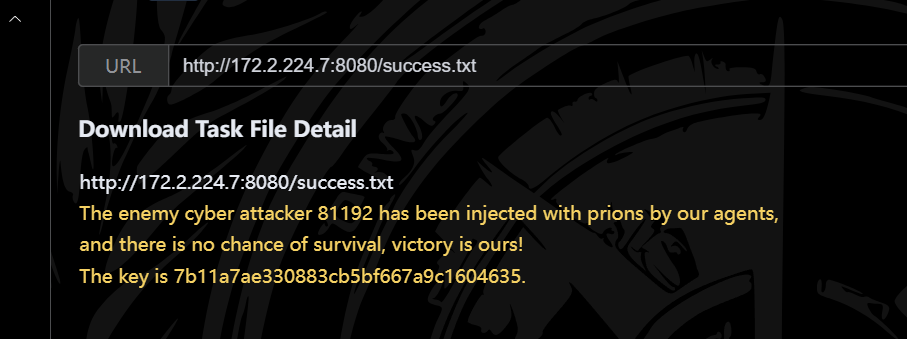 URL http://172.2.224.7:8080/success.txt
Download Task File Detail
http://172.2.224.7:8080/success.txt
The enemy cyber attacker 81192 has been injected with prions by our agents,
and there is no chance of survival, victory is ours!
The key is 7b11a7ae330883cb5bf667a9c1604635.